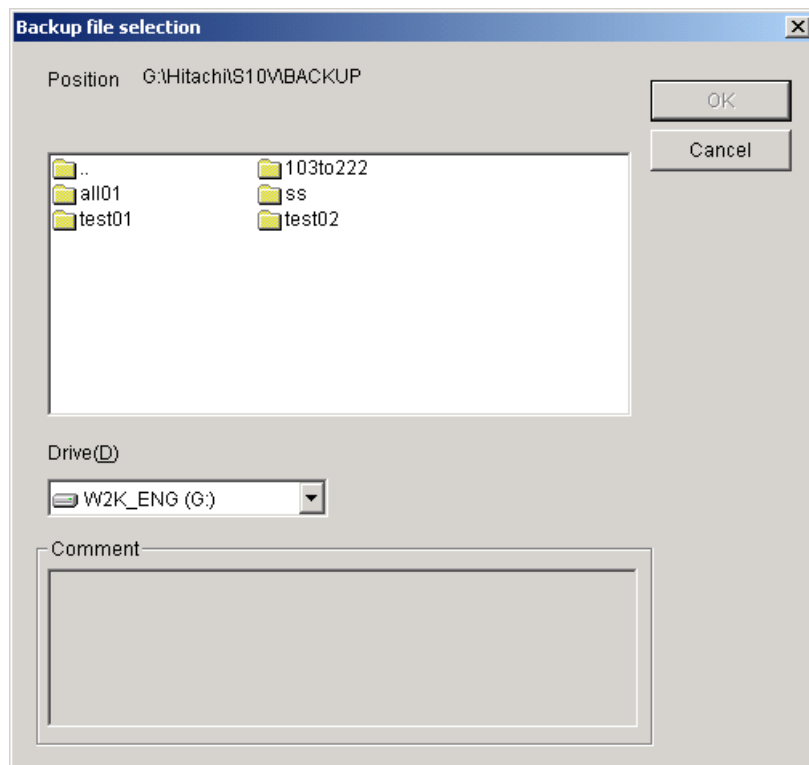 Backup file selection
Position G:\Hitachi\S10V\BACKUP
OK
Cancel
.. 103to222
all01 ss
test01 test02
Drive(D)
W2K_ENG (G:)
Comment